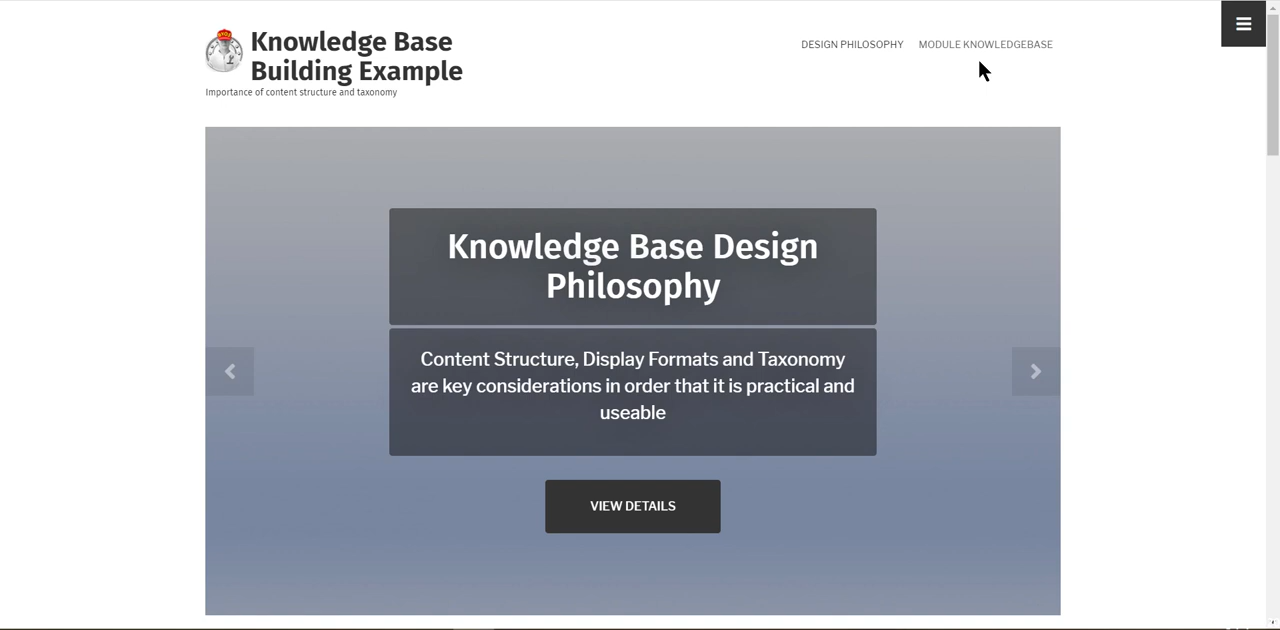 Knowledge Base
Building Example
Importance of content structure and taxonomy
DESIGN PHILOSOPHY MODULE KNOWLEDGEBASE
Knowledge Base Design
Philosophy
Content Structure, Display Formats and Taxonomy
are key considerations in order that it is practical and
useable
VIEW DETAILS